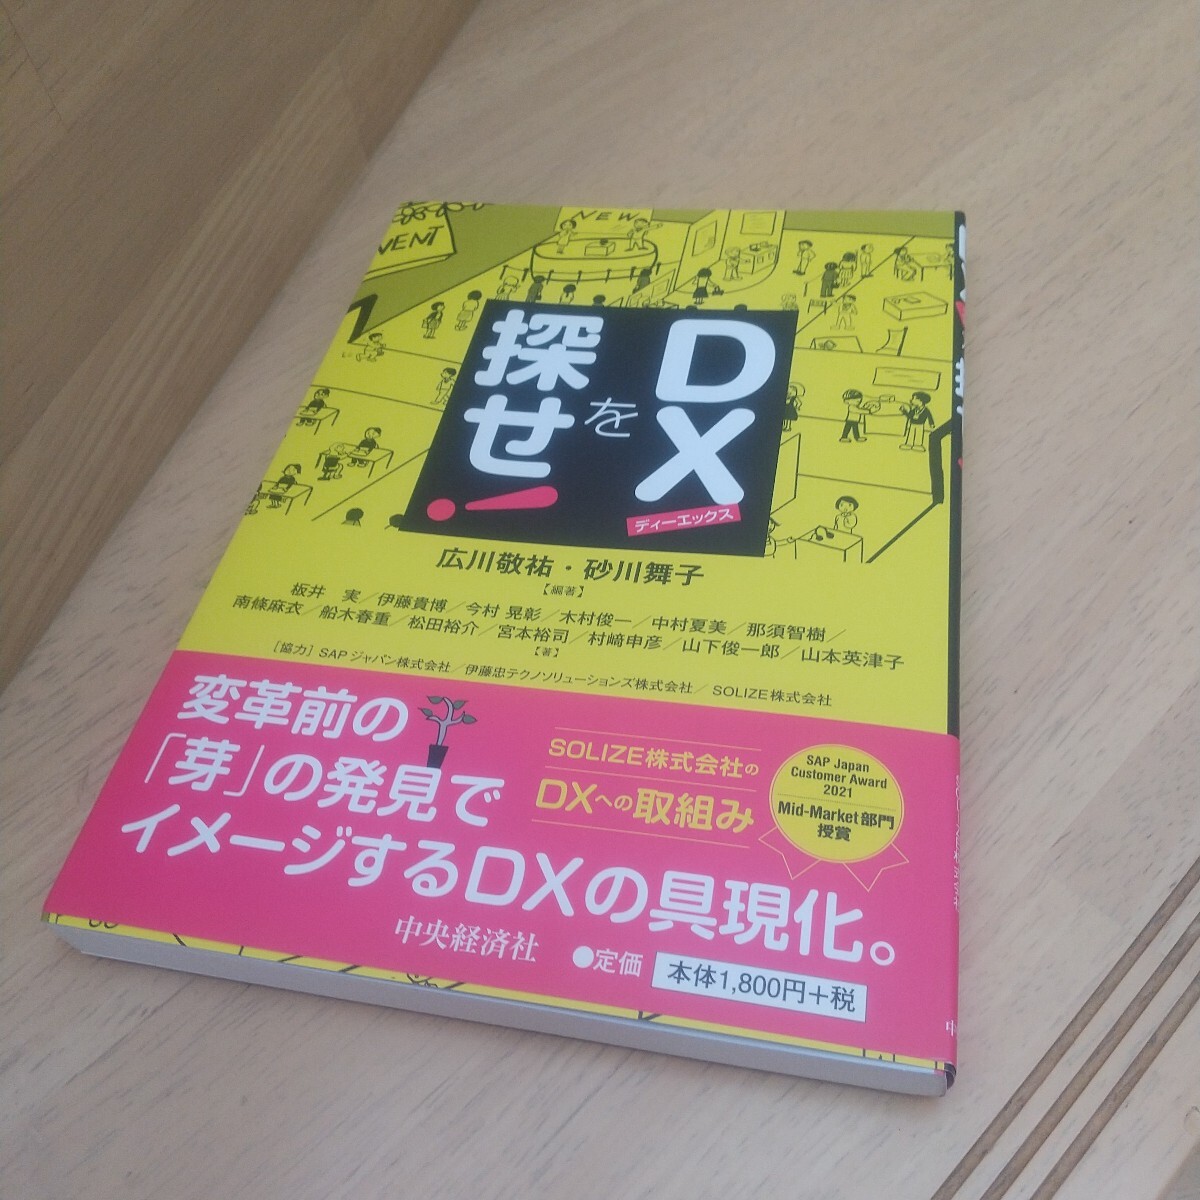 NEW
VENT
DX
ディーエックス
を
探せ!
広川敬祐・砂川舞子
【編著】
板井 実／伊藤貴博／今村 晃彰／木村俊一／中村夏美／那須智樹／
南條麻衣／船木春重／松田裕介／宮本裕司／村﨑申彦／山下俊一郎／山本英津子
【著】
［協力］SAPジャパン株式会社／伊藤忠テクノソリューションズ株式会社／SOLIZE株式会社
変革前の
「芽」の発見で
イメージするDXの具現化。
SOLIZE株式会社の
DXへの取組み
SAP Japan
Customer Award
2021
Mid-Market部門
授賞
中央経済社
●定価
本体1,800円+税
中